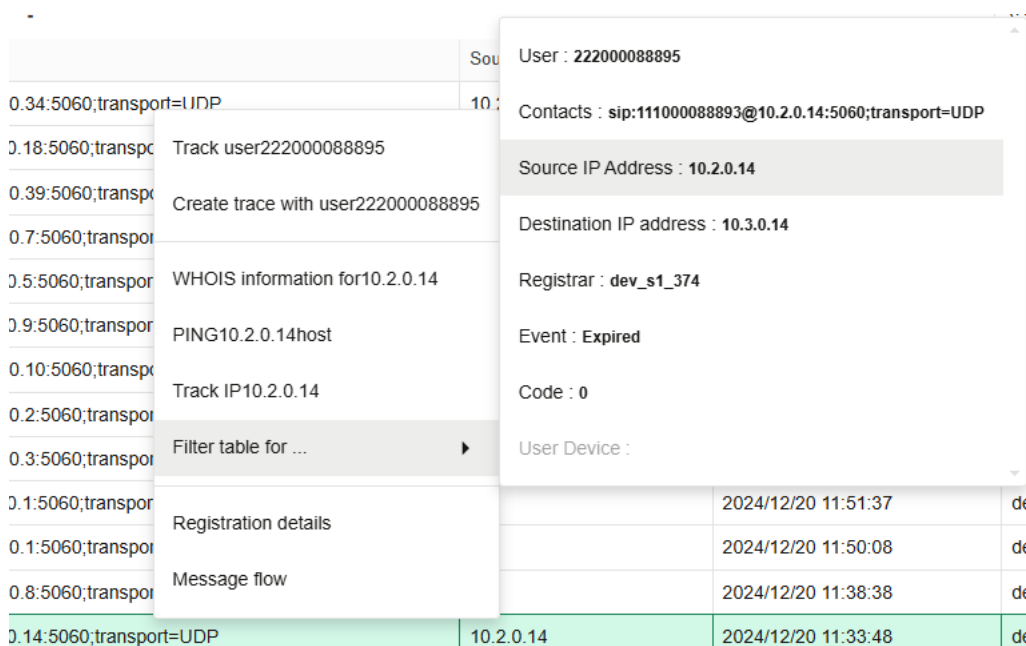 Sou
0.34:5060;transport=UDP
10.2
0.18:5060;transpo
0.39:5060;transpo
0.7:5060;transpor
0.5:5060;transpor
0.9:5060;transpor
0.10:5060;transpo
0.2:5060;transpor
0.3:5060;transpor
0.1:5060;transpor
2024/12/20 11:51:37
de
0.1:5060;transpor
2024/12/20 11:50:08
de
0.8:5060;transpor
2024/12/20 11:38:38
de
0.14:5060;transport=UDP
10.2.0.14
2024/12/20 11:33:48
de
Track user222000088895
Create trace with user222000088895
WHOIS information for10.2.0.14
PING10.2.0.14host
Track IP10.2.0.14
Filter table for ...
Registration details
Message flow
User : 222000088895
Contacts : sip:111000088893@10.2.0.14:5060;transport=UDP
Source IP Address : 10.2.0.14
Destination IP address : 10.3.0.14
Registrar : dev_s1_374
Event : Expired
Code : 0
User Device :